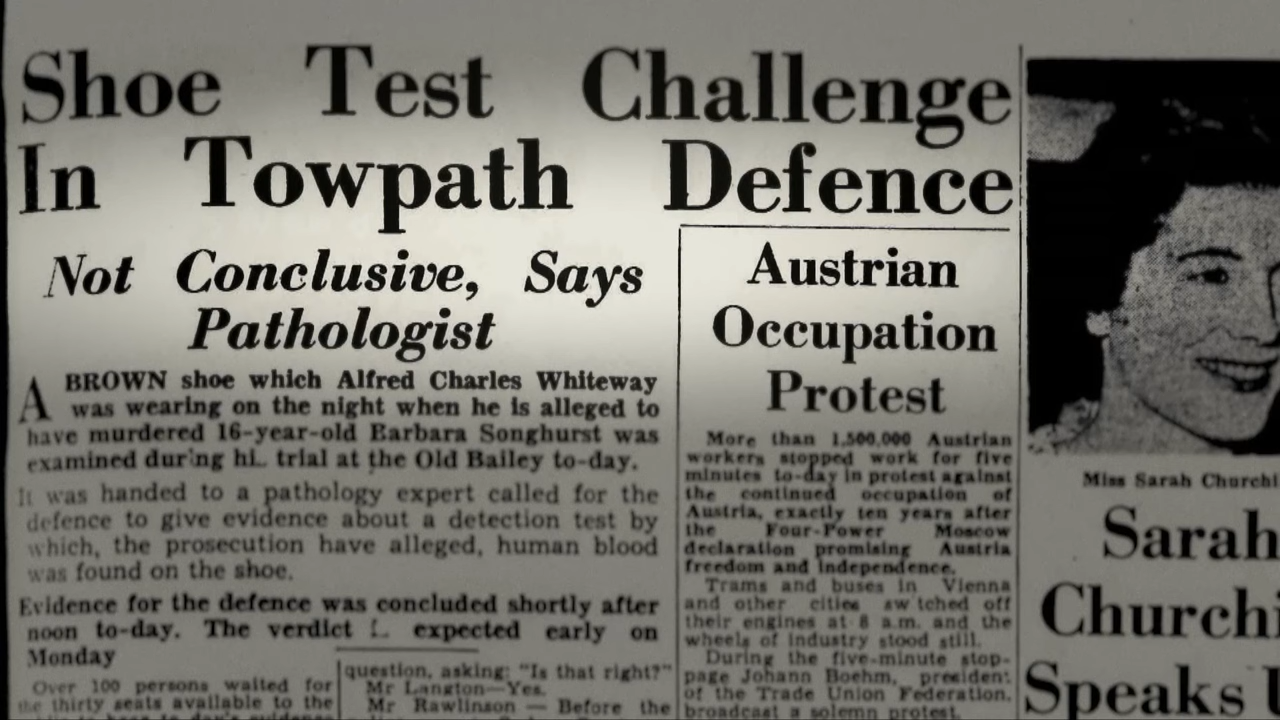 Shoe Test Challenge
In Towpath Defence
Not Conclusive, Says
Pathologist
A BROWN shoe which Alfred Charles Whiteway
was wearing on the night when he is alleged to
have murdered 16-year-old Barbara Songhurst was
examined during trial at the Old Bailey to-day.
It was handed to a pathology expert called for the
defence to give evidence about a detection test by
which, the prosecution have alleged, human blood
was found on the shoe.
Evidence for the defence was concluded shortly after
noon to-day. The verdict expected early on
Monday
Over 100 persons waited for
the thirty seats available to the
question, asking: "Is that right?"
Mr Langton—Yes.
Mr Rawlinson — Before the
Austrian
Occupation
Protest
More than 1,500,000 Austrian
workers stopped work for five
minutes to-day in protest against
the continued occupation of
Austria, exactly ten years after
the Four-Power Moscow
declaration promising Austria
freedom and independence.
Trams and buses in Vienna
and other cities sw tched off
their engines at 8 a.m. and the
wheels of industry stood still.
During the five-minute stop-
page Johann Boehm, president
of the Trade Union Federation,
broadcast a solemn protest.
Miss Sarah Churchi
Sarah
Churchi
Speaks U